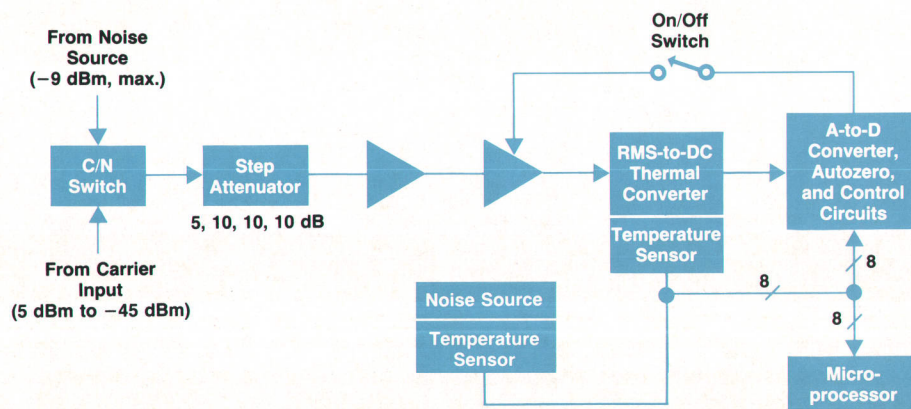 From Noise
Source
(−9 dBm, max.)
On/Off
Switch
C/N
Switch
Step
Attenuator
5, 10, 10, 10 dB
RMS-to-DC
Thermal
Converter
Temperature
Sensor
A-to-D
Converter,
Autozero,
and Control
Circuits
From Carrier
Input
(5 dBm to −45 dBm)
Noise Source
Temperature
Sensor
8
8
8
Micro-
processor